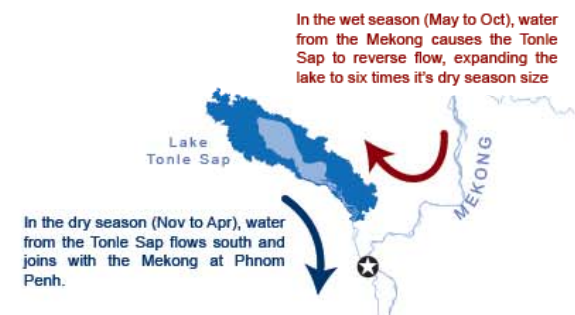 In the wet season (May to Oct), water
from the Mekong causes the Tonle
Sap to reverse flow, expanding the
lake to six times it's dry season size
Lake
Tonle Sap
MEKONG
In the dry season (Nov to Apr), water
from the Tonle Sap flows south and
joins with the Mekong at Phnom
Penh.